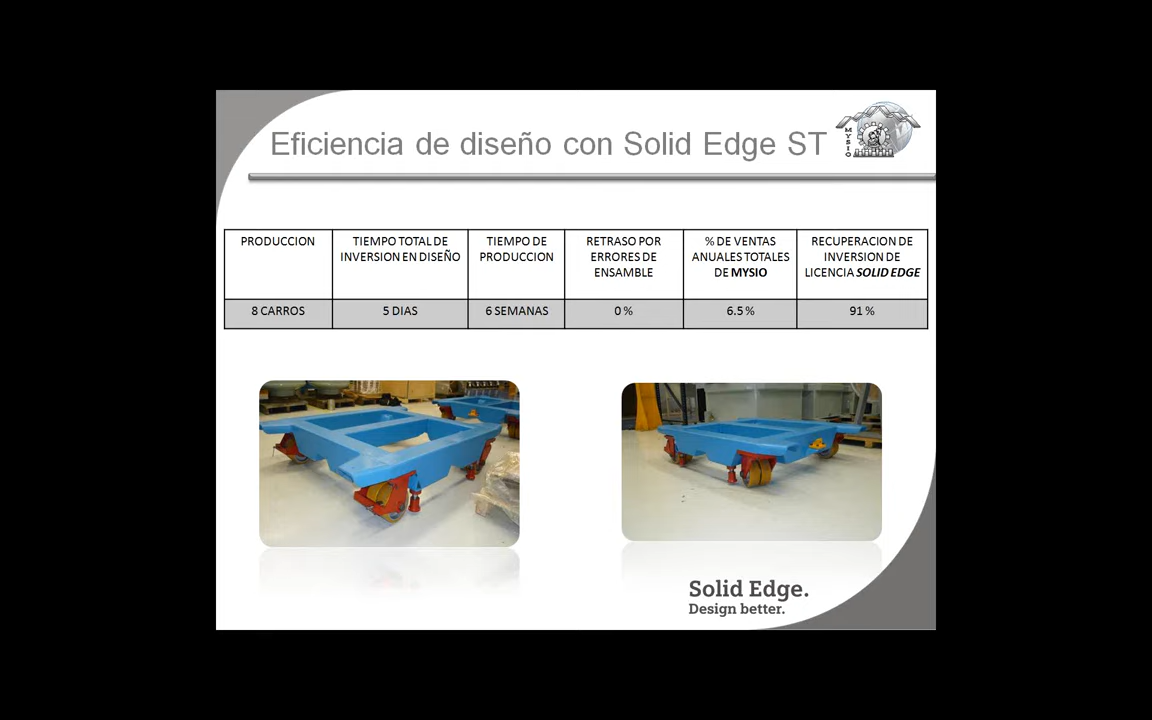 Eficiencia de diseño con Solid Edge ST
MYSIO
PRODUCCION
TIEMPO TOTAL DE
INVERSION EN DISEÑO
TIEMPO DE
PRODUCCION
RETRASO POR
ERRORES DE
ENSAMBLE
% DE VENTAS
ANUALES TOTALES
DE MYSIO
RECUPERACION DE
INVERSION DE
LICENCIA SOLID EDGE
8 CARROS
5 DIAS
6 SEMANAS
0 %
6.5 %
91 %
Solid Edge.
Design better.